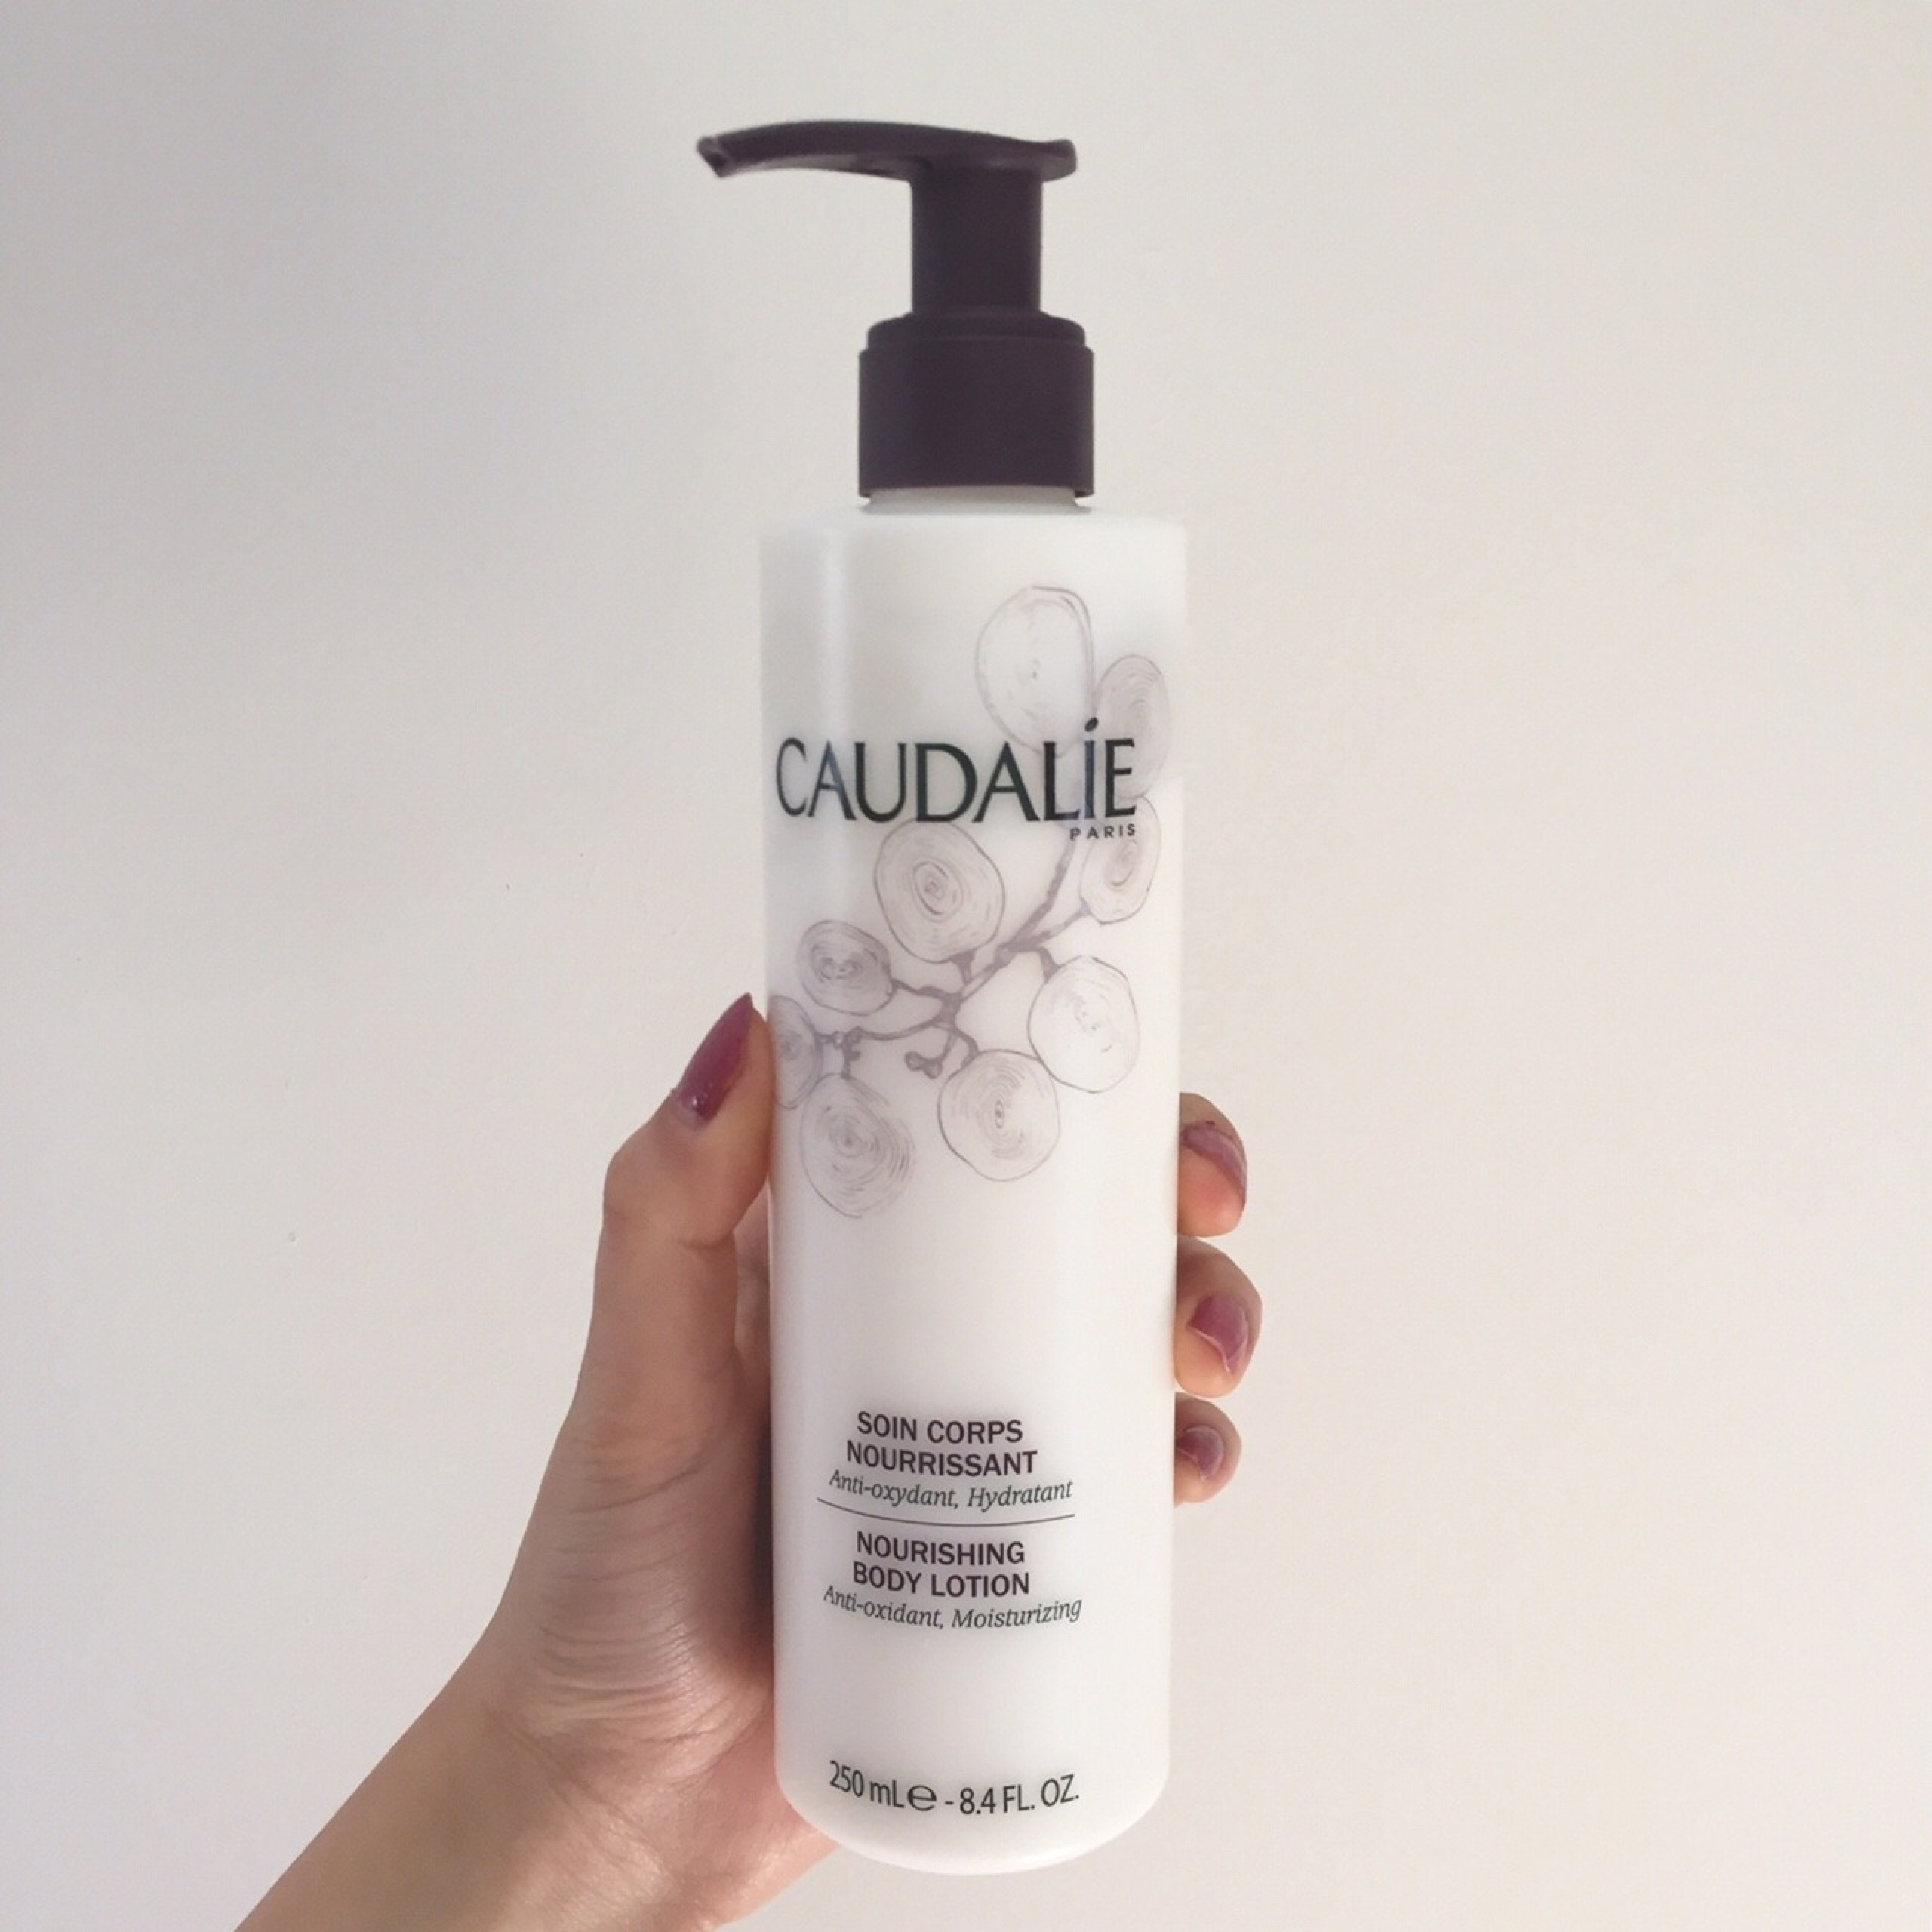 CAUDALÍE
PARIS
SOIN CORPS
NOURRISSANT
Anti-oxydant, Hydratant
NOURISHING
BODY LOTION
Anti-oxidant, Moisturizing
250 mL℮ - 8.4 FL. OZ.